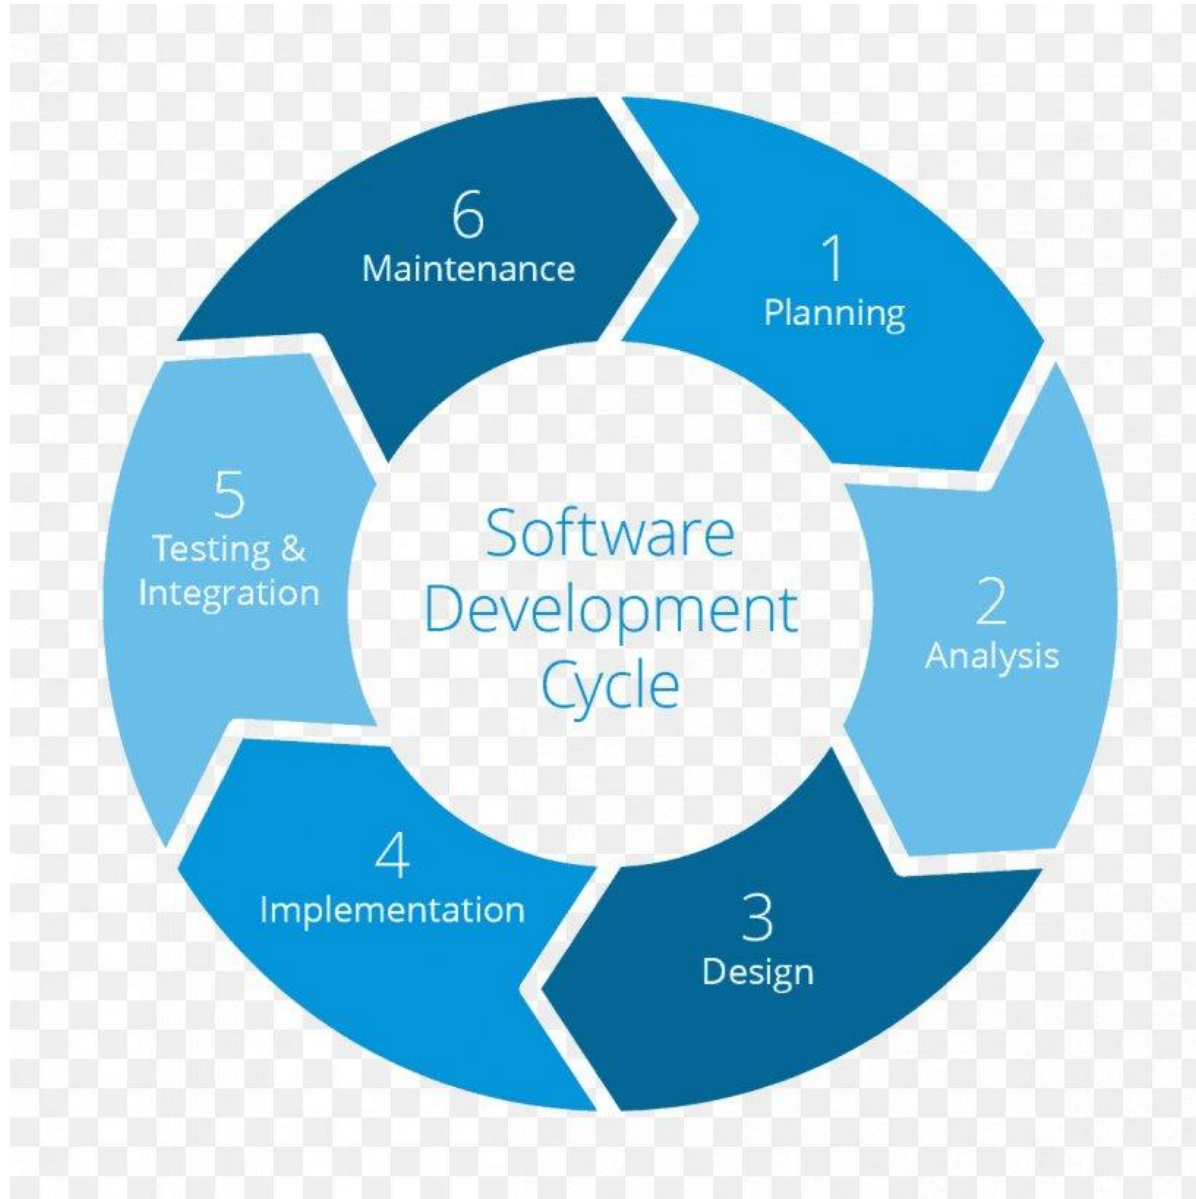 Software
Development
Cycle
1
Planning
2
Analysis
3
Design
4
Implementation
5
Testing &
Integration
6
Maintenance